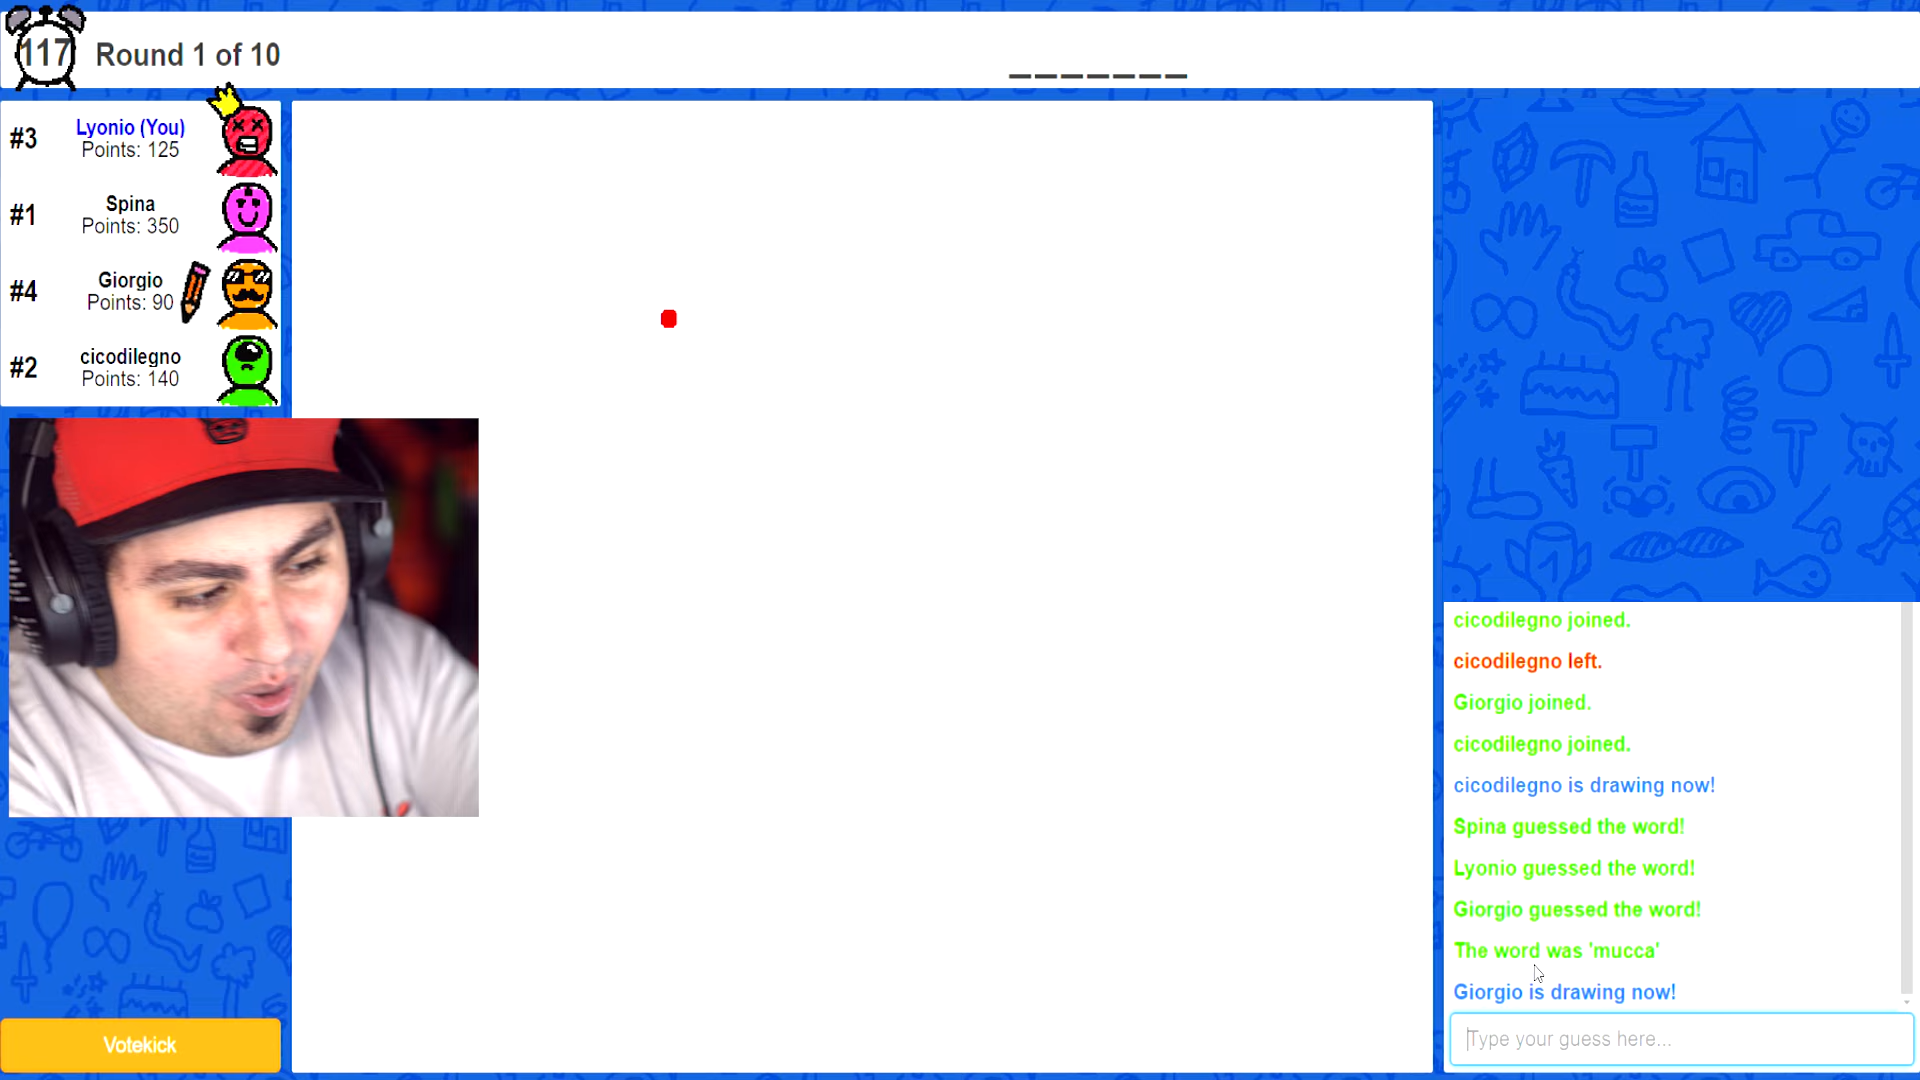 117
Round 1 of 10
_______
#3
Lyonio (You)
Points: 125
#1
Spina
Points: 350
#4
Giorgio
Points: 90
#2
cicodilegno
Points: 140
Votekick
cicodilegno joined.
cicodilegno left.
Giorgio joined.
cicodilegno joined.
cicodilegno is drawing now!
Spina guessed the word!
Lyonio guessed the word!
Giorgio guessed the word!
The word was 'mucca'
Giorgio is drawing now!
Type your guess here...